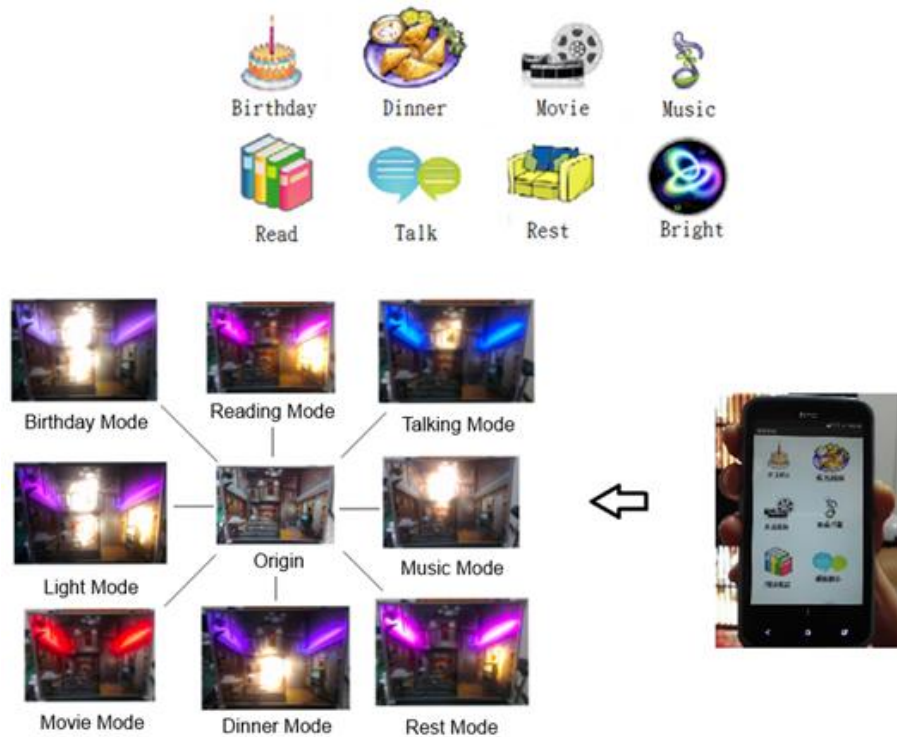 Birthday
Dinner
Movie
Music
Read
Talk
Rest
Bright
Birthday Mode
Reading Mode
Talking Mode
Light Mode
Origin
Music Mode
Movie Mode
Dinner Mode
Rest Mode
hTC